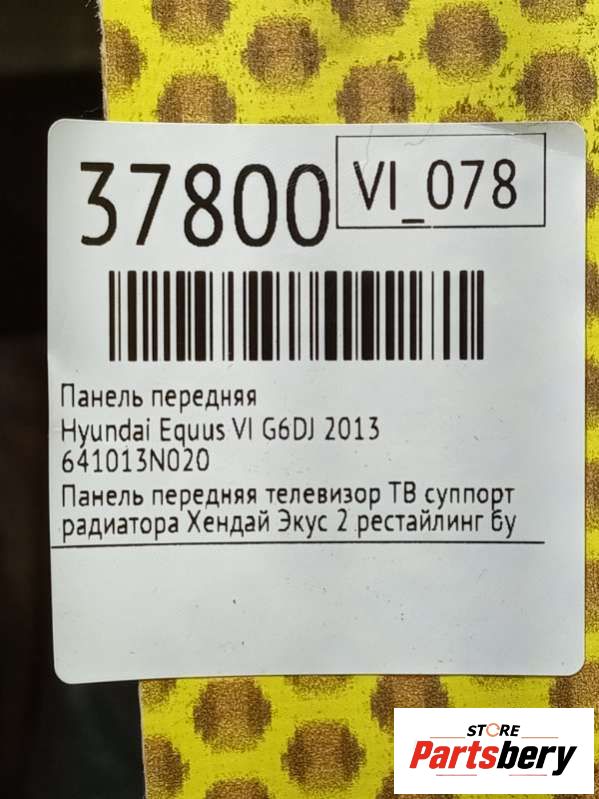 37800
VI_078
Панель передняя
Hyundai Equus VI G6DJ 2013
641013N020
Панель передняя телевизор ТВ суппорт
радиатора Хендай Экус 2 рестайлинг бу
STORE
Partsbery